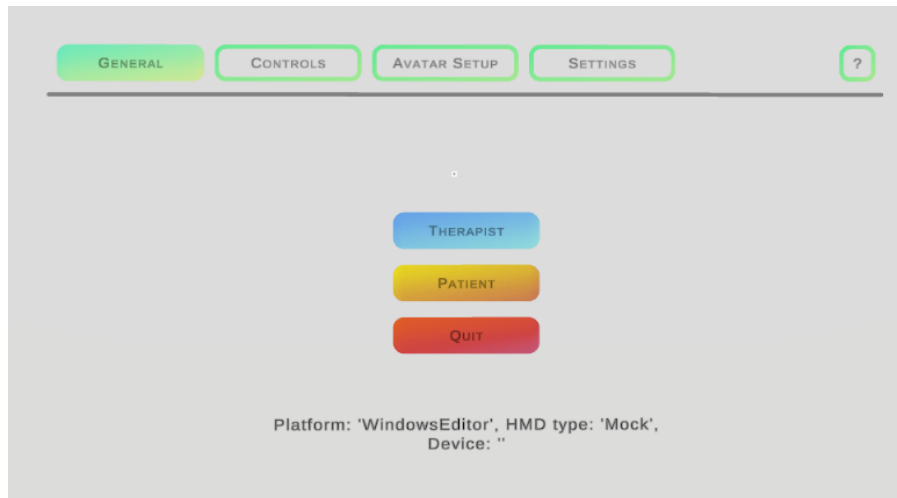 General
Controls
Avatar Setup
Settings
?
Therapist
Patient
Quit
Platform: 'WindowsEditor', HMD type: 'Mock',
Device: ''